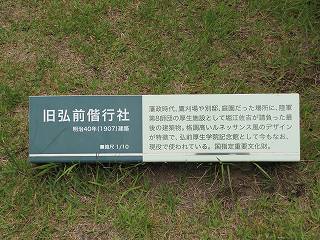 旧弘前偕行社
明治40年(1907)建築
■縮尺 1/10
藩政時代、鷹狩場や別邸、庭園だった場所に、陸軍
第8師団の厚生施設として堀江佐吉が請負った最
後の建築物。格調高いルネッサンス風のデザイン
が特徴で、弘前厚生学院記念館として今もなお、
現役で使われている。国指定重要文化財。